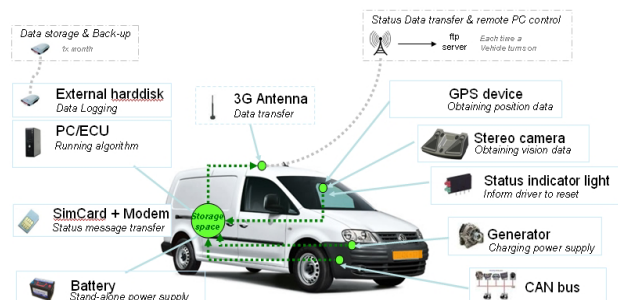 Data storage & Back-up
1x month
Status Data transfer & remote PC control
ftp
server
Each time a
Vehicle turns on
External harddisk
Data Logging
3G Antenna
Data transfer
GPS device
Obtaining position data
PC/ECU
Running algorithm
Stereo camera
Obtaining vision data
Status indicator light
Inform driver to reset
SimCard + Modem
Status message transfer
Storage
space
Generator
Charging power supply
Battery
Stand-alone power supply
CAN bus